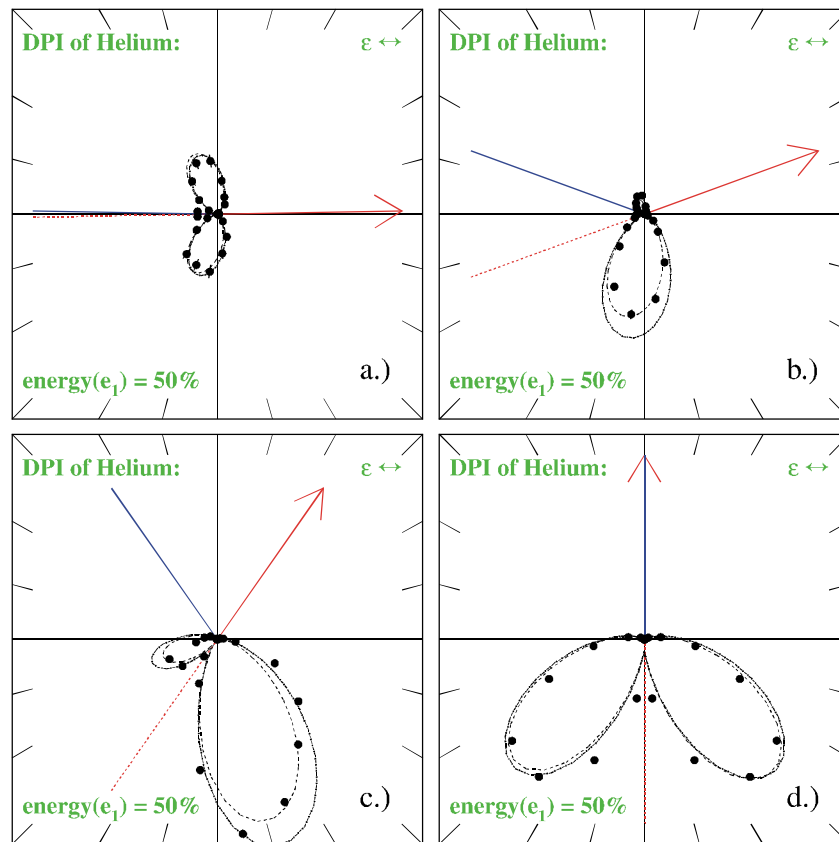 DPI of Helium: ε ↔
energy(e₁) = 50% a.)
DPI of Helium: ε ↔
energy(e₁) = 50% b.)
DPI of Helium: ε ↔
energy(e₁) = 50% c.)
DPI of Helium: ε ↔
energy(e₁) = 50% d.)